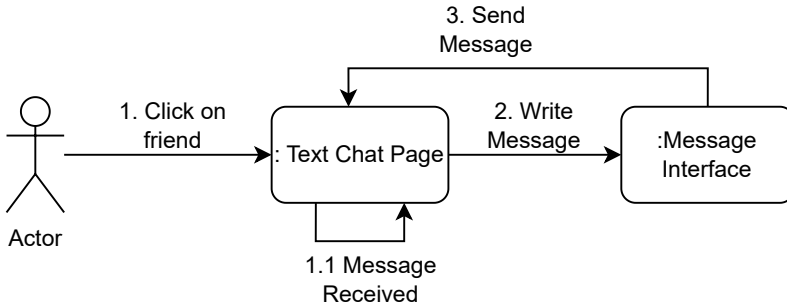 3. Send
Message
1. Click on
friend
2. Write
Message
: Text Chat Page
:Message
Interface
Actor
1.1 Message
Received